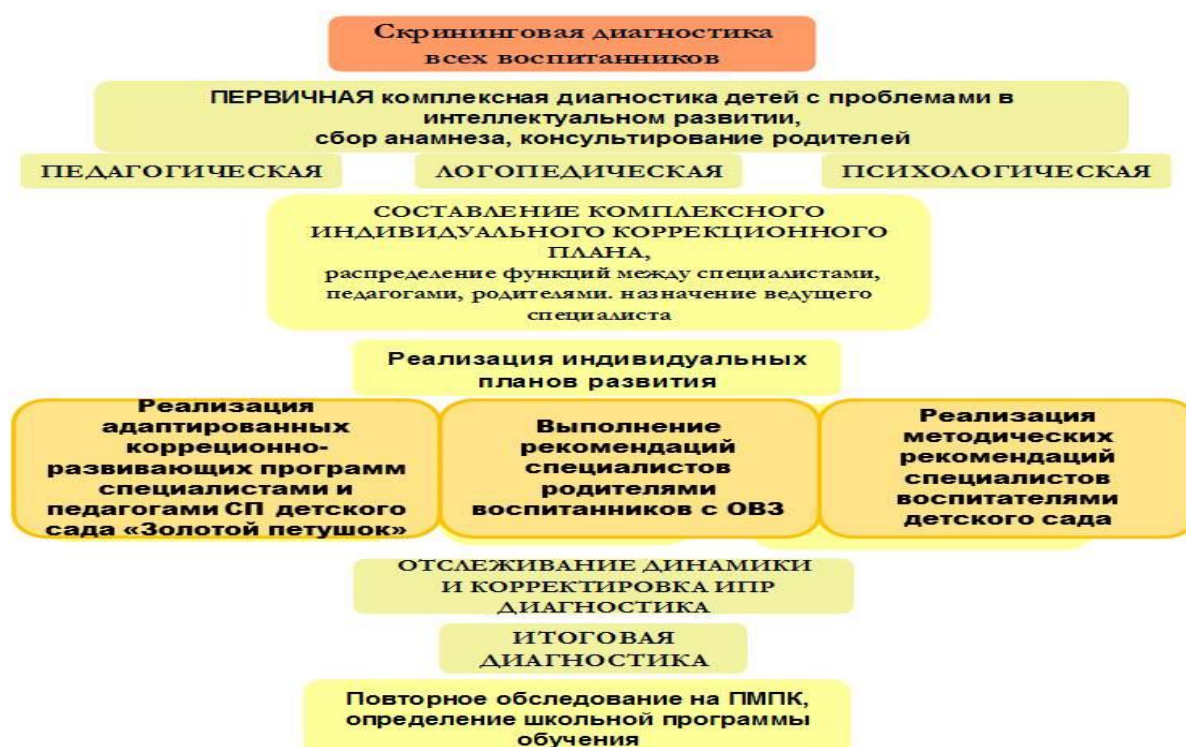 Скрининговая диагностика
всех воспитанников
ПЕРВИЧНАЯ комплексная диагностика детей с проблемами в
интеллектуальном развитии,
сбор анамнеза, консультирование родителей
ПЕДАГОГИЧЕСКАЯ
ЛОГОПЕДИЧЕСКАЯ
ПСИХОЛОГИЧЕСКАЯ
СОСТАВЛЕНИЕ КОМПЛЕКСНОГО
ИНДИВИДУАЛЬНОГО КОРРЕКЦИОННОГО
ПЛАНА,
распределение функций между специалистами,
педагогами, родителями. назначение ведущего
специалиста
Реализация индивидуальных
планов развития
Реализация
адаптированных
корреционно-
развивающих программ
специалистами и
педагогами СП детского
сада «Золотой петушок»
Выполнение
рекомендаций
специалистов
родителями
воспитанников с ОВЗ
Реализация
методических
рекомендаций
специалистов
воспитателями
детского сада
ОТСЛЕЖИВАНИЕ ДИНАМИКИ
И КОРРЕКТИРОВКА ИПР
ДИАГНОСТИКА
ИТОГОВАЯ
ДИАГНОСТИКА
Повторное обследование на ПМПК,
определение школьной программы
обучения